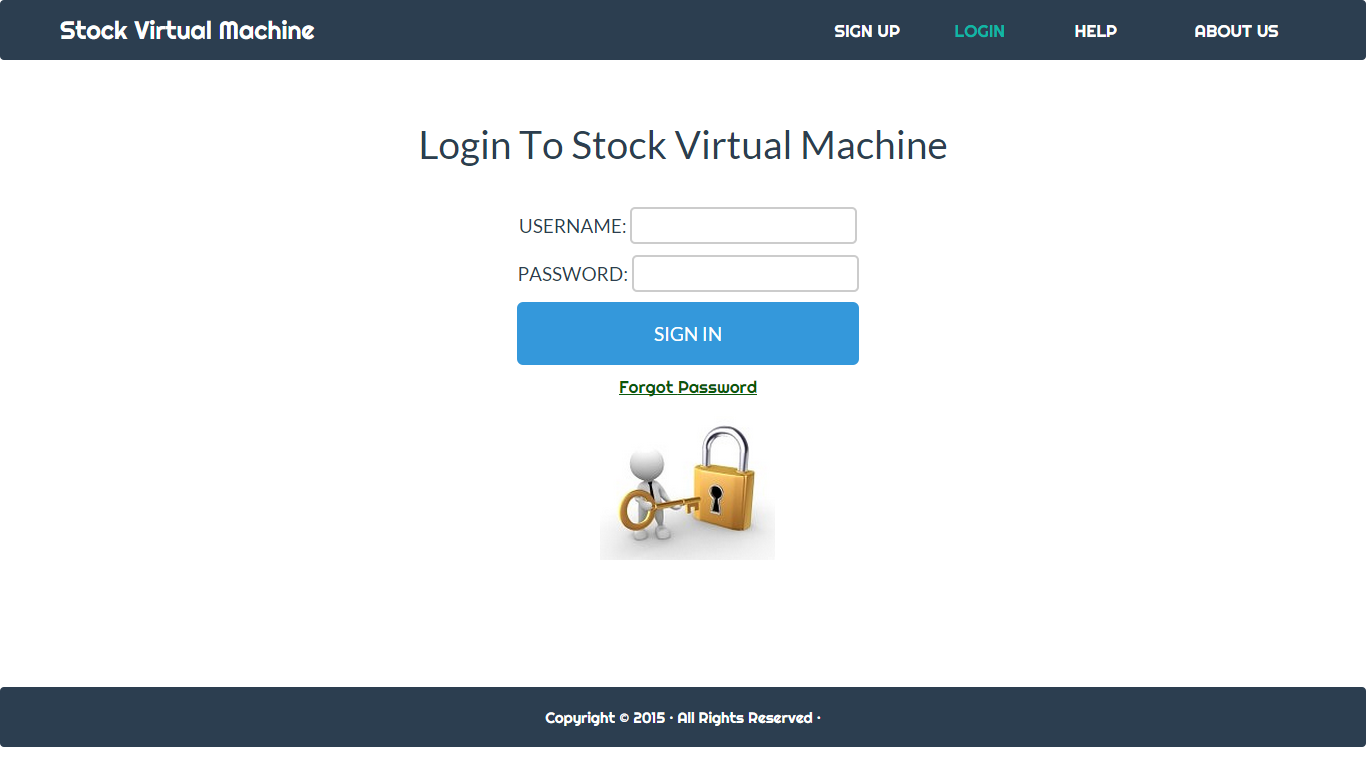 Stock Virtual Machine
SIGN UP LOGIN HELP ABOUT US
Login To Stock Virtual Machine
USERNAME:
PASSWORD:
SIGN IN
Forgot Password
Copyright © 2015 · All Rights Reserved ·